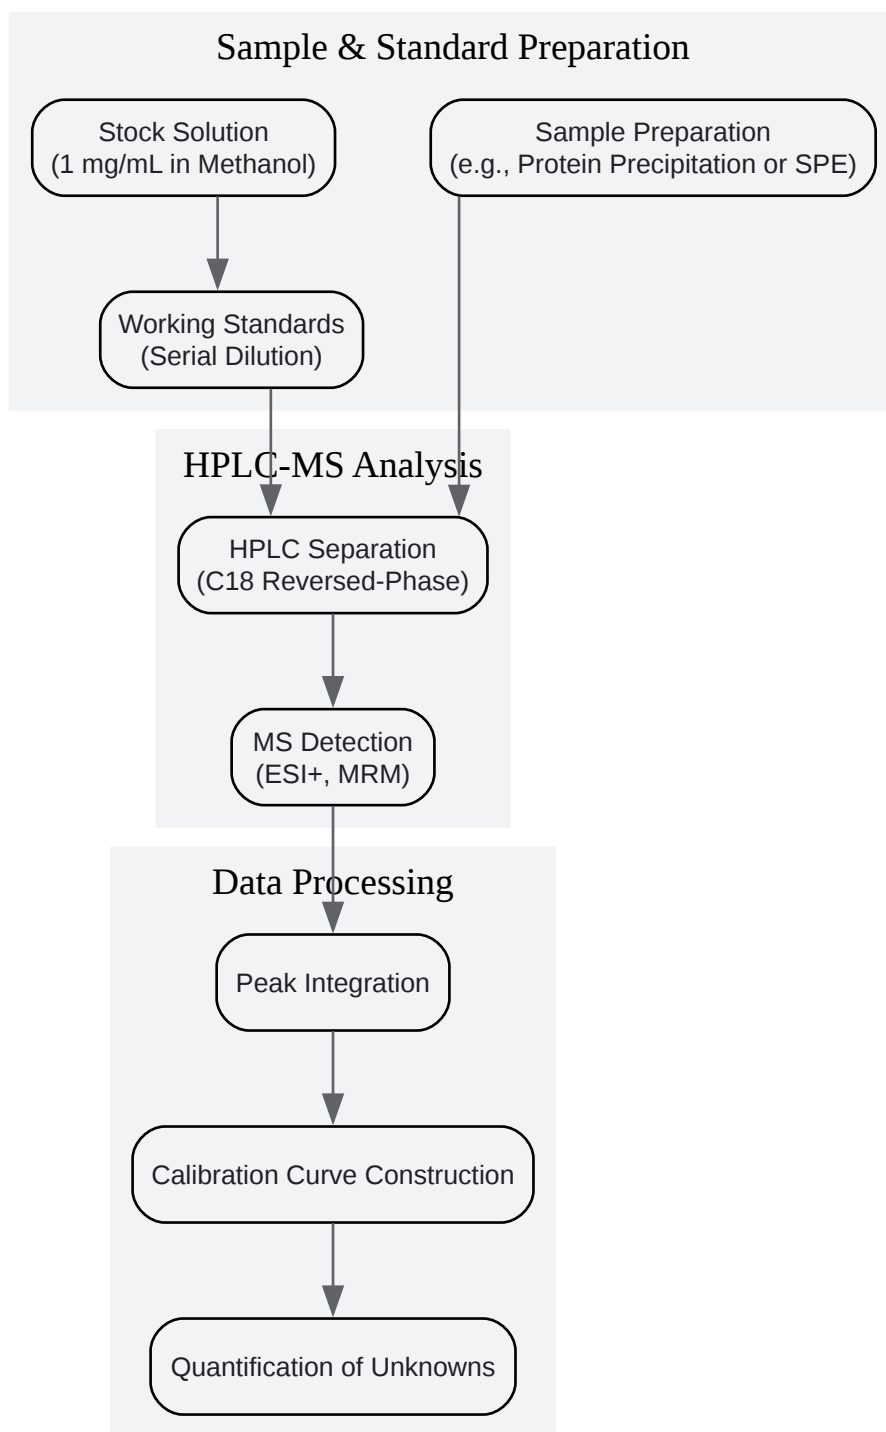 Sample & Standard Preparation
Stock Solution
(1 mg/mL in Methanol)
Sample Preparation
(e.g., Protein Precipitation or SPE)
Working Standards
(Serial Dilution)
HPLC-MS Analysis
HPLC Separation
(C18 Reversed-Phase)
MS Detection
(ESI+, MRM)
Data Processing
Peak Integration
Calibration Curve Construction
Quantification of Unknowns